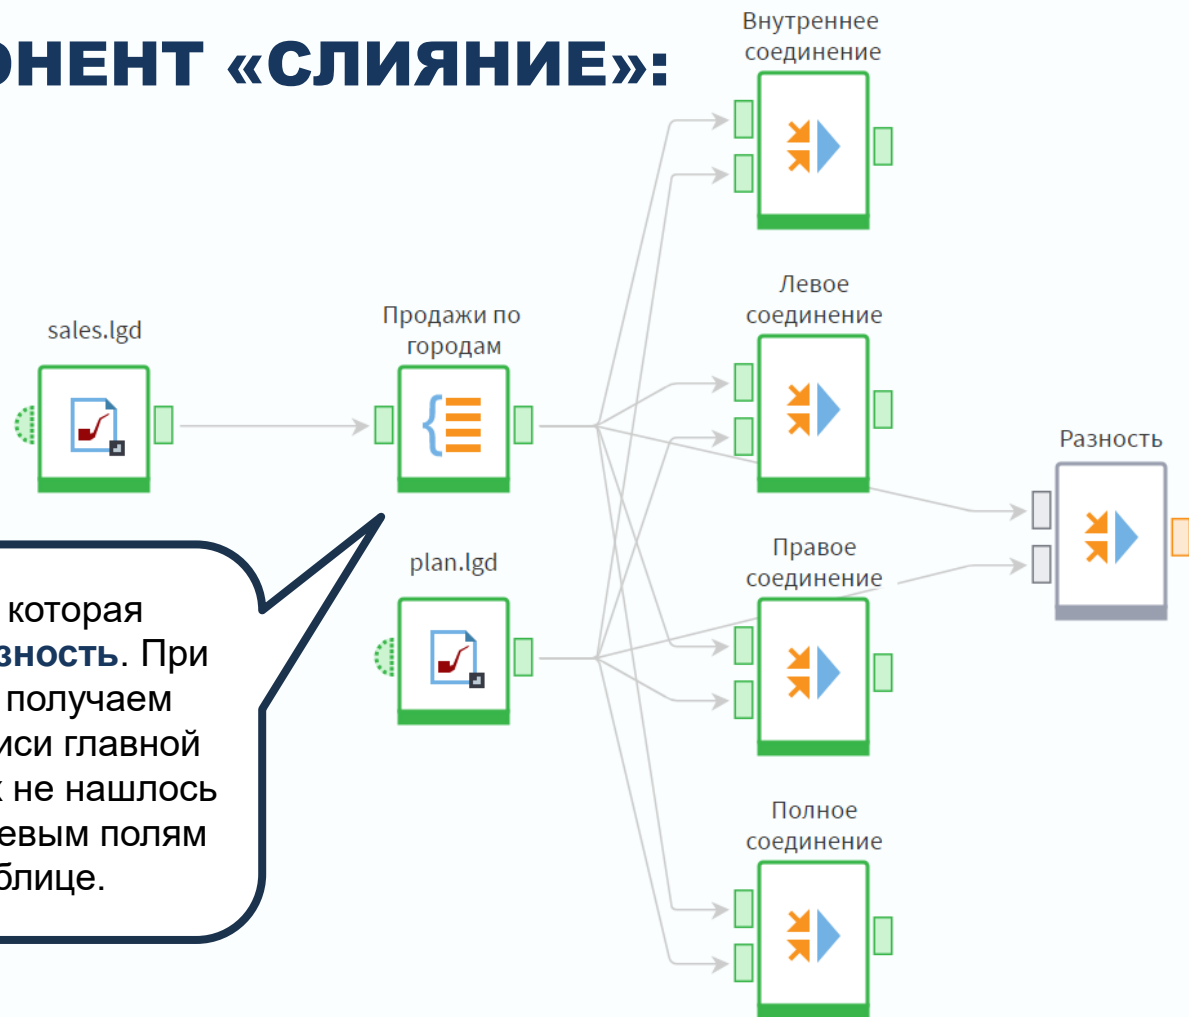 ОНЕНТ «СЛИЯНИЕ»:
Внутреннее
соединение
Левое
соединение
Продажи по
городам
sales.lgd
Разность
plan.lgd
Правое
соединение
которая
зность. При
получаем
иси главной
х не нашлось
евым полям
блице.
Полное
соединение